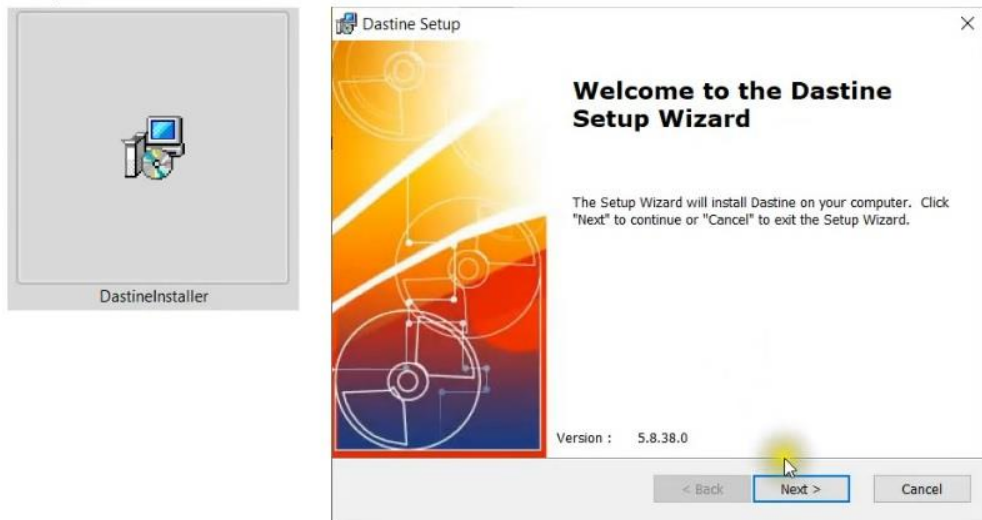 DastineInstaller
Dastine Setup
Welcome to the Dastine
Setup Wizard
The Setup Wizard will install Dastine on your computer. Click
"Next" to continue or "Cancel" to exit the Setup Wizard.
Version : 5.8.38.0
< Back Next > Cancel